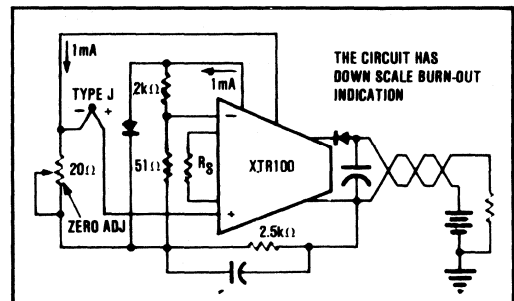 1mA
TYPE J
− +
2kΩ
1mA
THE CIRCUIT HAS
DOWN SCALE BURN-OUT
INDICATION
−
20Ω
51Ω
RS
XTR100
+
ZERO ADJ
2.5kΩ